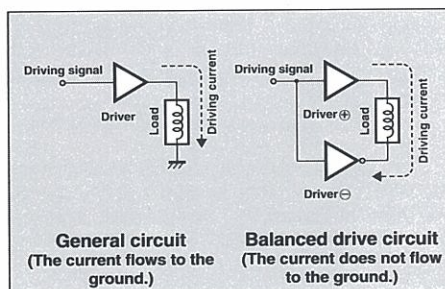 Driving signal
Driver
Load
Driving current
General circuit
(The current flows to the
ground.)
Driving signal
Driver⊕
Load
Driving current
Driver⊖
Balanced drive circuit
(The current does not flow
to the ground.)